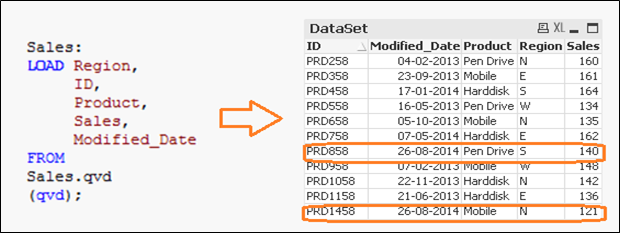 Sales:
LOAD Region,
ID,
Product,
Sales,
Modified_Date
FROM
Sales.qvd
(qvd);
DataSet XL
ID Modified_Date Product Region Sales
PRD258 04-02-2013 Pen Drive N 160
PRD358 23-09-2013 Mobile E 161
PRD458 17-01-2014 Harddisk S 164
PRD558 16-05-2013 Pen Drive W 134
PRD658 05-10-2013 Mobile N 135
PRD758 07-05-2014 Harddisk E 162
PRD858 26-08-2014 Pen Drive S 140
PRD958 07-02-2013 Mobile W 148
PRD1058 22-11-2013 Harddisk N 142
PRD1158 21-06-2013 Harddisk E 136
PRD1458 26-08-2014 Mobile N 121